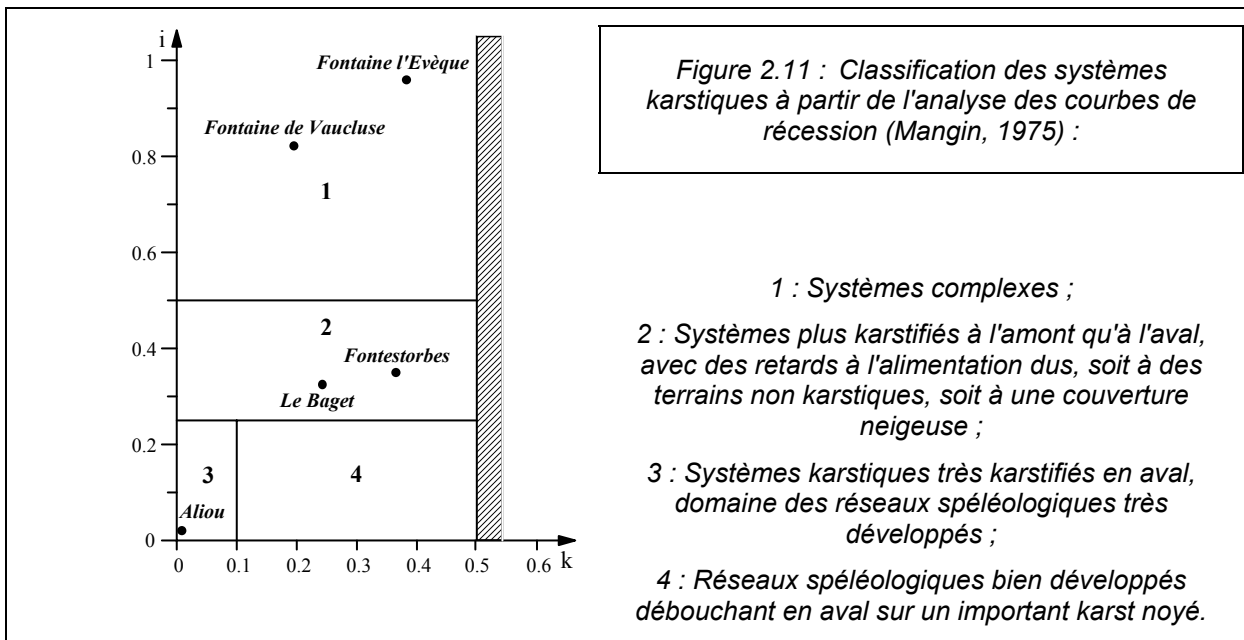 i
1
0.8
0.6
0.4
0.2
0
Fontaine l'Evèque
Fontaine de Vaucluse
1
2
Fontestorbes
Le Baget
3
4
Aliou
0
0.1
0.2
0.3
0.4
0.5
0.6
k
Figure 2.11 : Classification des systèmes
karstiques à partir de l'analyse des courbes de
récession (Mangin, 1975) :
1 : Systèmes complexes ;
2 : Systèmes plus karstifiés à l'amont qu'à l'aval,
avec des retards à l'alimentation dus, soit à des
terrains non karstiques, soit à une couverture
neigeuse ;
3 : Systèmes karstiques très karstifiés en aval,
domaine des réseaux spéléologiques très
développés ;
4 : Réseaux spéléologiques bien développés
débouchant en aval sur un important karst noyé.